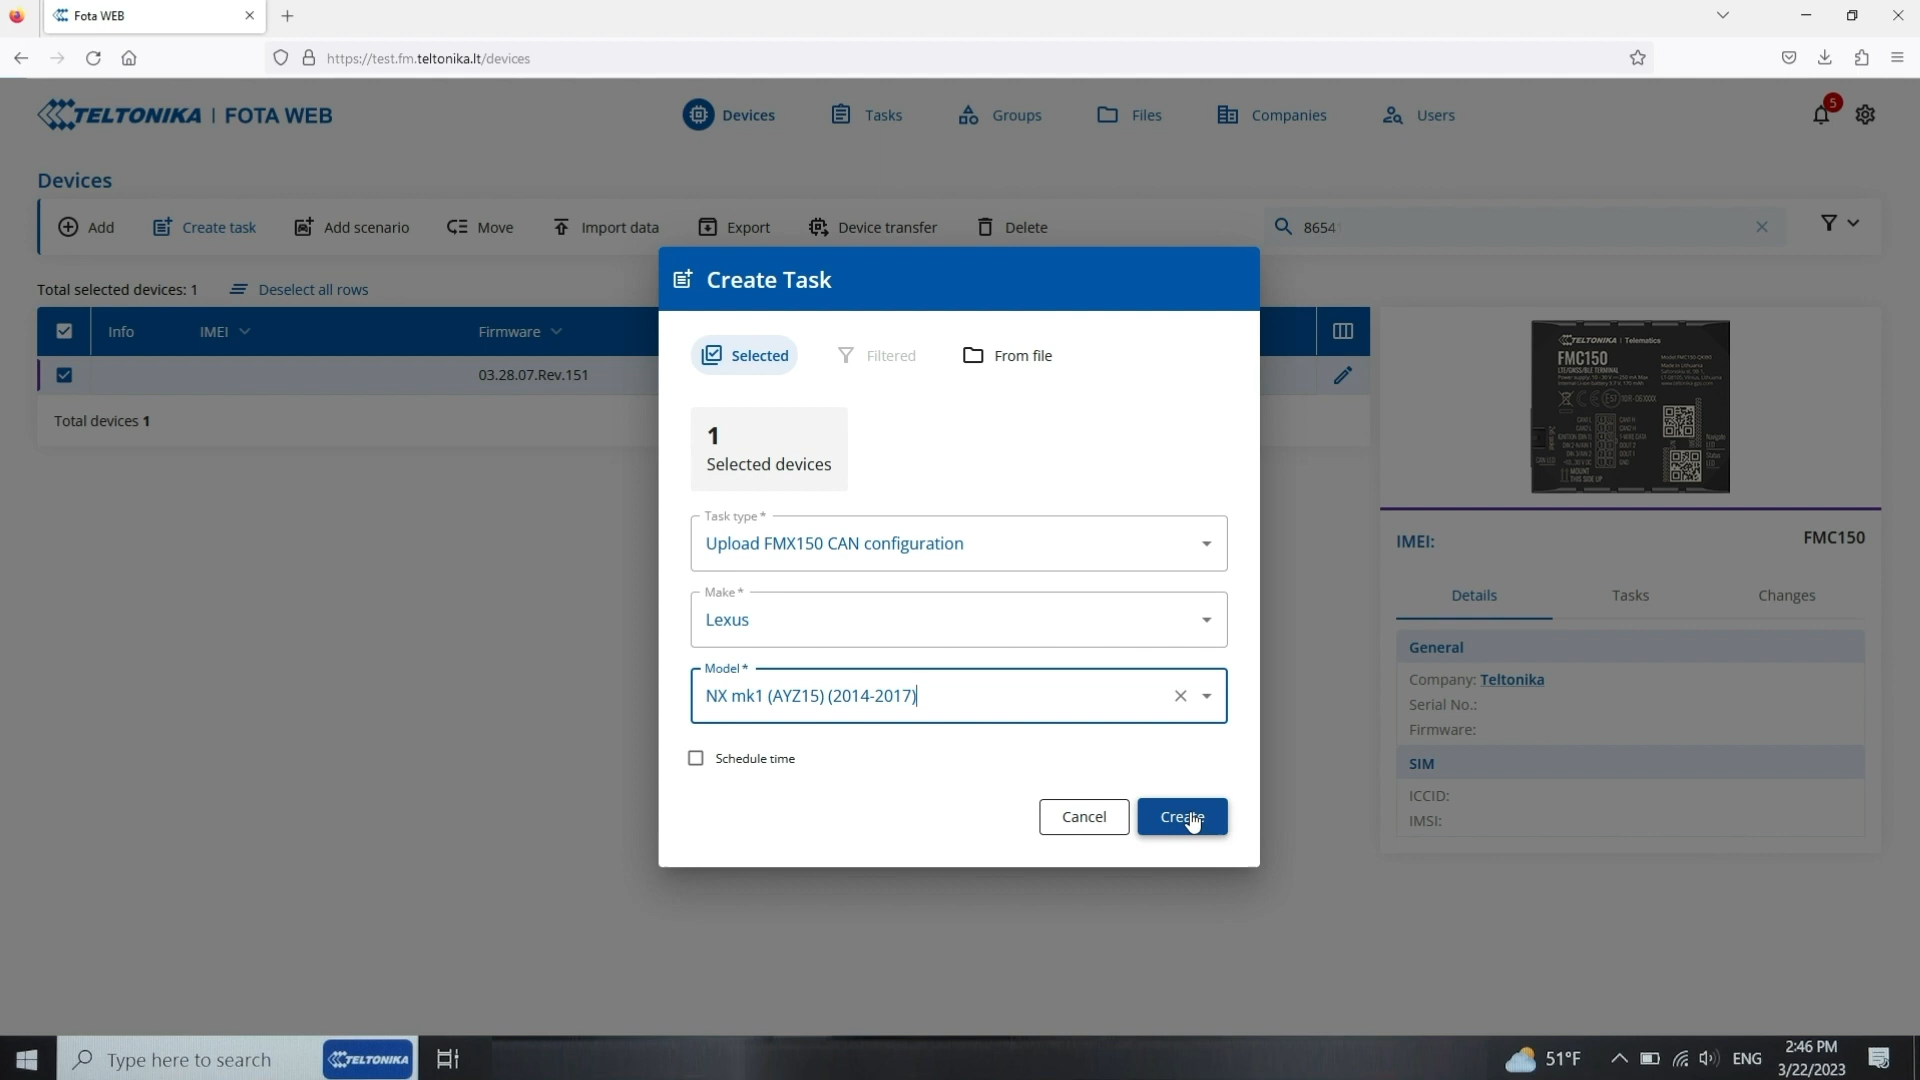 Fota WEB
https://test.fm.teltonika.lt/devices
TELTONIKA | FOTA WEB
Devices
Tasks
Groups
Files
Companies
Users
5
Devices
Add
Create task
Add scenario
Move
Import data
Export
Device transfer
Delete
8654
Total selected devices: 1
Deselect all rows
Info
IMEI
Firmware
03.28.07.Rev.151
Total devices 1
Create Task
Selected
Filtered
From file
1
Selected devices
Task type *
Upload FMX150 CAN configuration
Make *
Lexus
Model *
NX mk1 (AYZ15) (2014-2017)
Schedule time
Cancel
Create
TELTONIKA | Telematics
FMC150
LTE/GNSS/BLE TERMINAL
IMEI:
FMC150
Details
Tasks
Changes
General
Company: Teltonika
Serial No.:
Firmware:
SIM
ICCID:
IMSI:
Type here to search
TELTONIKA
51°F
ENG
2:46 PM
3/22/2023